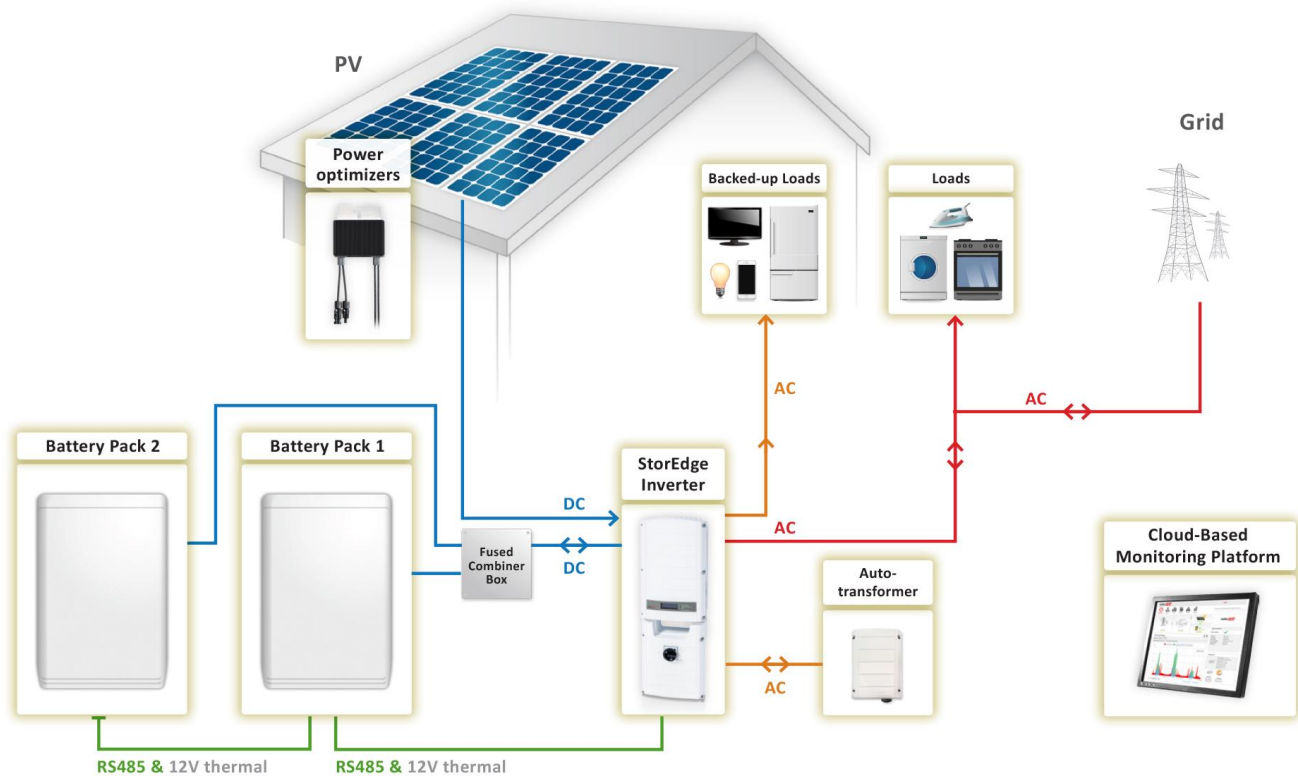 PV
Grid
Power
optimizers
Backed-up Loads
Loads
AC
AC
Battery Pack 2
Battery Pack 1
StorEdge
Inverter
DC
AC
Fused
Combiner
Box
DC
Cloud-Based
Monitoring Platform
Auto-
transformer
AC
RS485 & 12V thermal
RS485 & 12V thermal